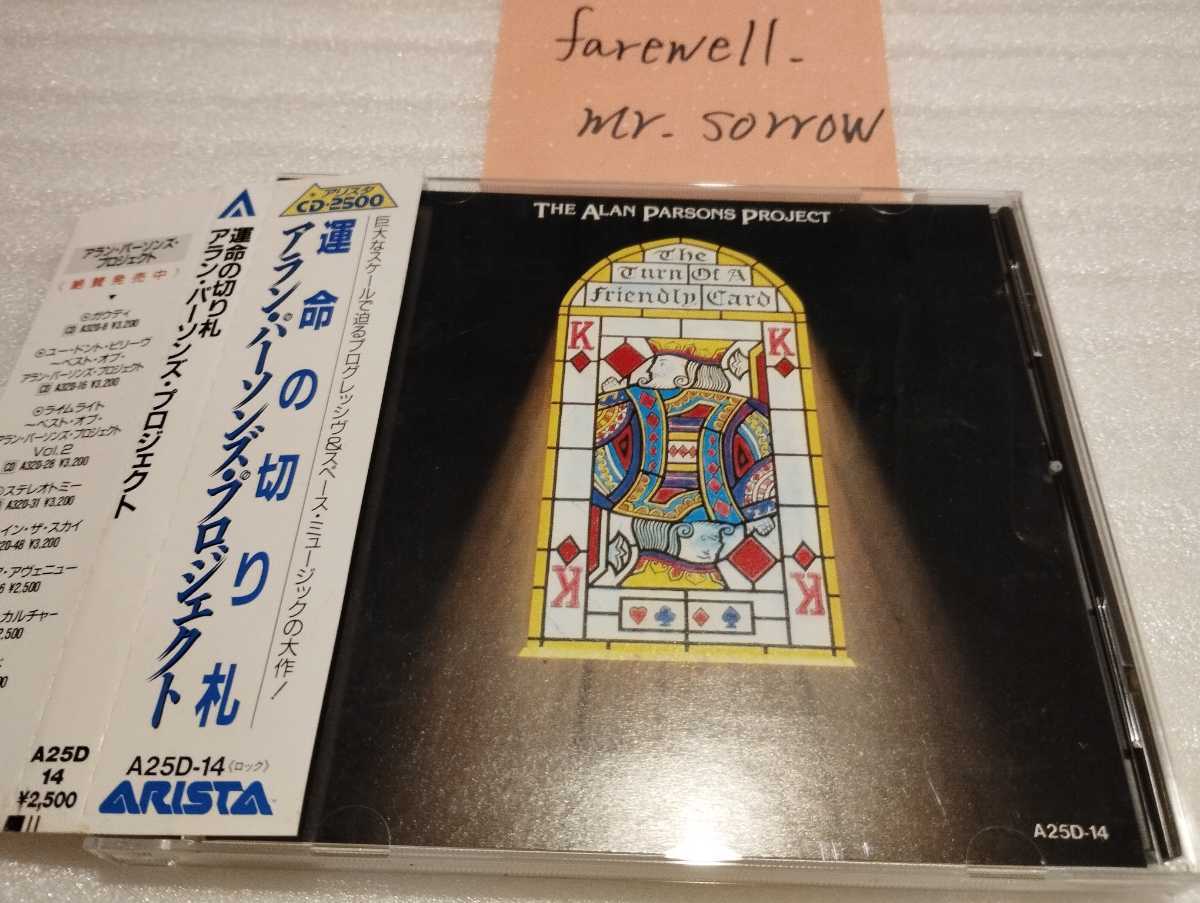 farewell.
mr. sorrow
THE ALAN PARSONS PROJECT
The
Turn Of A
Friendly Card
K
K
K
K
A25D-14
アリスタ
CD・2500
巨大なスケールで迫るプログレッシヴ&スペース・ミュージックの大作!
運命の切り札
アラン・パーソンズ・プロジェクト
A25D-14《ロック》
ARISTA
運命の切り札
アラン・パーソンズ・プロジェクト
A25D
14
¥2,500
アラン・パーソンズ・
プロジェクト
《絶賛発売中》
ガウディ
CD A32D-8 ¥3,200
ユー・ドント・ビリーヴ
〜ベスト・オブ・
アラン・パーソンズ・プロジェクト
CD A32D-16 ¥3,200
ライムライト
〜ベスト・オブ・
アラン・パーソンズ・プロジェクト
Vol.2
CD A32D-28 ¥3,200
ステレオトミー
A32D-31 ¥3,200
イン・ザ・スカイ
2D-48 ¥3,200
ア・アヴェニュー
6 ¥2,500
カルチャー
2,500